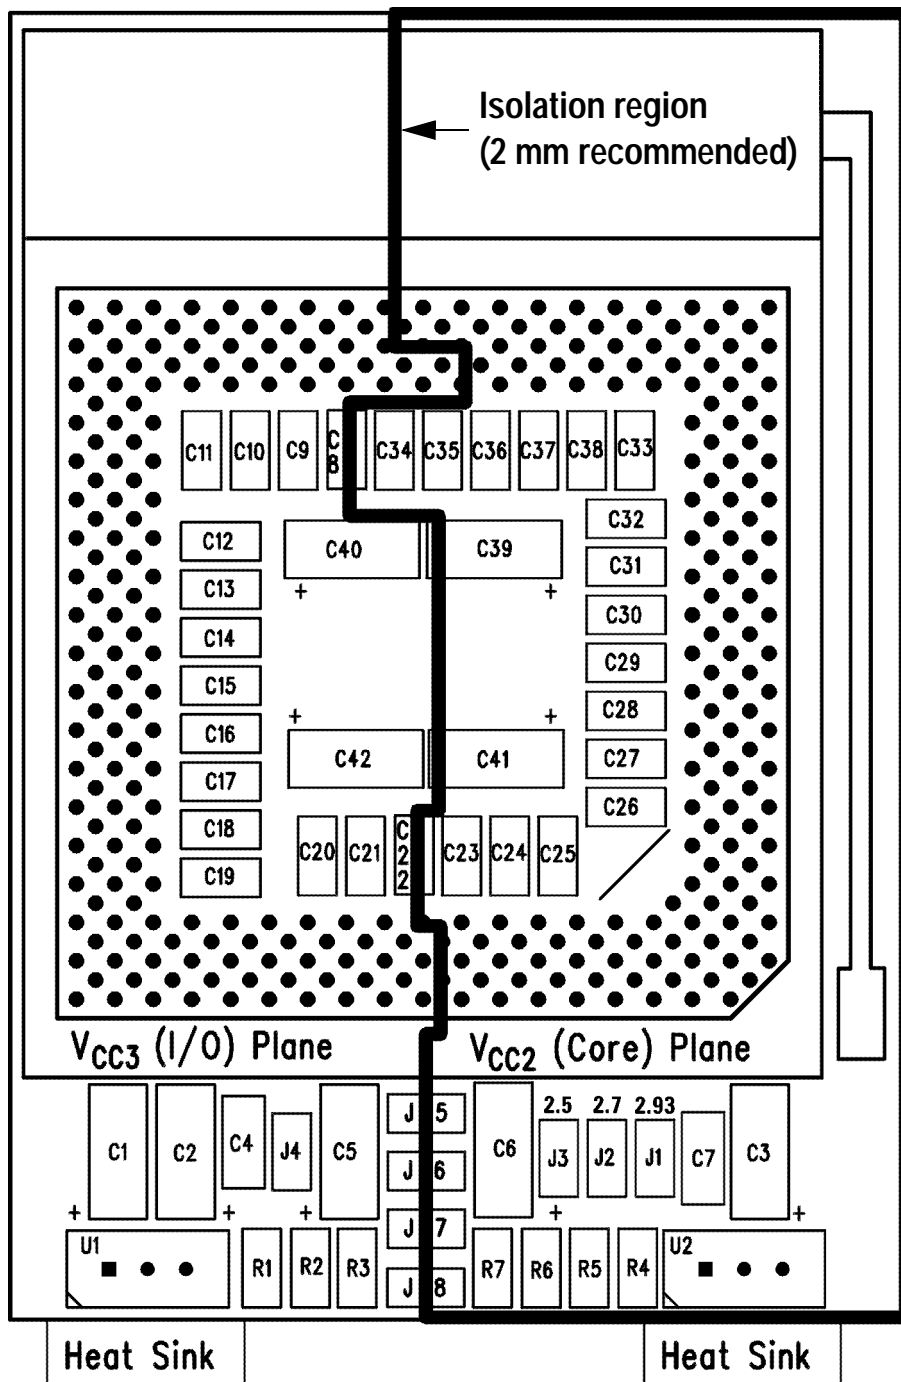 Isolation region
(2 mm recommended)
C11 C10 C9 C8 C34 C35 C36 C37 C38 C33
C32
C12 C40 C39
C31
C13
+ +
C30
C14
C29
C15
C28
+ +
C16
C42 C41 C27
C17
C26
C18
C20 C21 C22 C23 C24 C25
C19
VCC3 (I/O) Plane VCC2 (Core) Plane
2.5 2.7 2.93
J5
C1 C2 C4 J4 C5 C6 J3 J2 J1 C7 C3
J6
+ + + + +
J7
U1 U2
R1 R2 R3 R7 R6 R5 R4
J8
Heat Sink Heat Sink